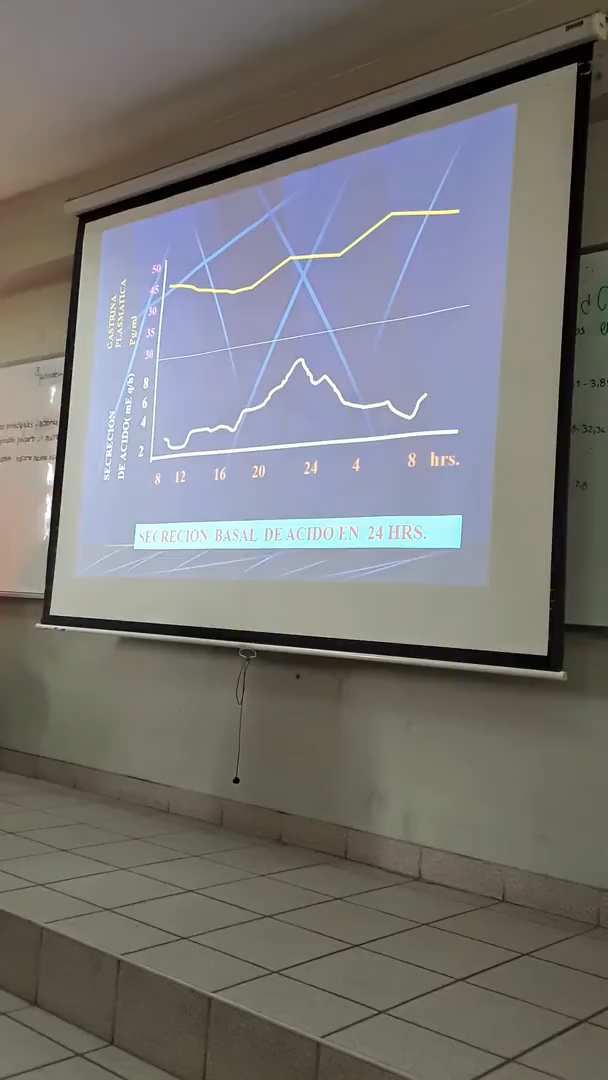 GASTRINA
PLASMATICA
Pg/ml
50
45
30
35
30
SECRECION
DE ACIDO( mE q/h)
8
6
4
2
8 12 16 20 24 4 8 hrs.
SECRECION BASAL DE ACIDO EN 24 HRS.